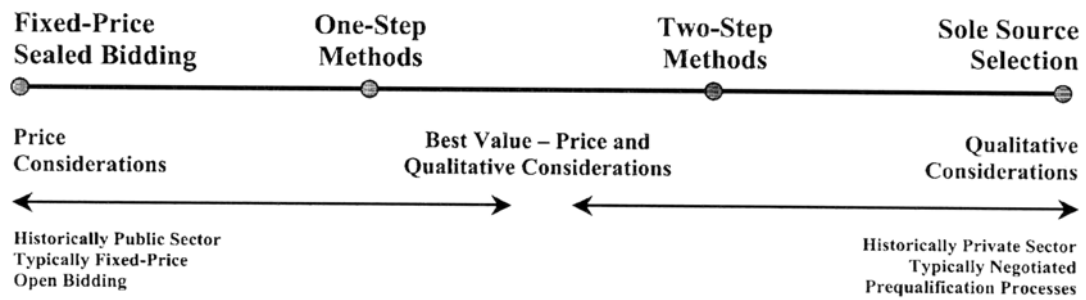 Fixed-Price
Sealed Bidding
One-Step
Methods
Two-Step
Methods
Sole Source
Selection
Price
Considerations
Best Value – Price and
Qualitative Considerations
Qualitative
Considerations
Historically Public Sector
Typically Fixed-Price
Open Bidding
Historically Private Sector
Typically Negotiated
Prequalification Processes